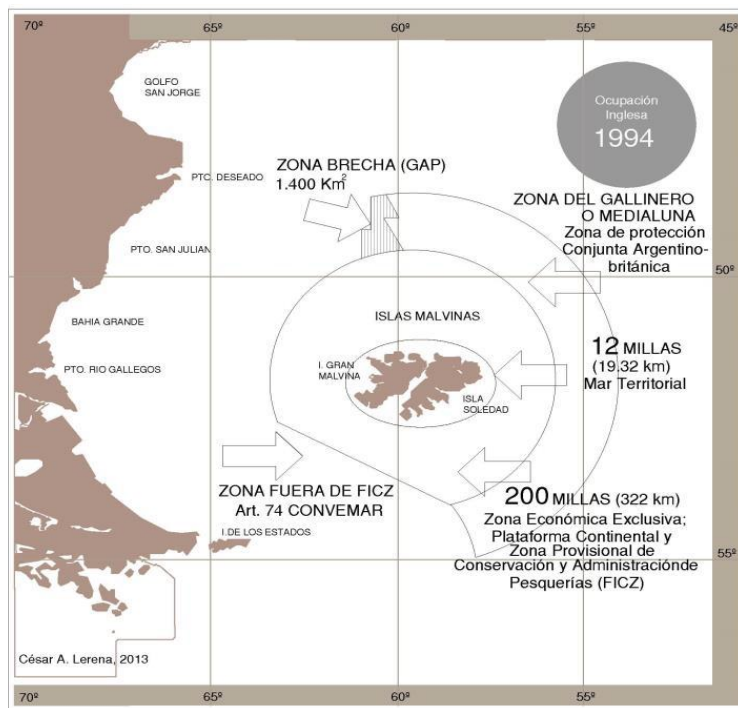 70º
65º
60º
55º
45º
GOLFO
SAN JORGE
Ocupación
Inglesa
1994
ZONA BRECHA (GAP)
1.400 Km²
PTO. DESEADO
ZONA DEL GALLINERO
O MEDIALUNA
Zona de protección
Conjunta Argentino-
británica
PTO. SAN JULIAN
50º
50º
ISLAS MALVINAS
BAHIA GRANDE
12 MILLAS
(19.32 km)
Mar Territorial
I. GRAN
MALVINA
PTO. RIO GALLEGOS
ISLA
SOLEDAD
ZONA FUERA DE FICZ
Art. 74 CONVEMAR
200 MILLAS (322 km)
Zona Económica Exclusiva;
Plataforma Continental y
Zona Provisional de
Conservación y Administraciónde
Pesquerías (FICZ)
I.DE LOS ESTADOS
55º
55º
César A. Lerena, 2013
70º
65º
60º
55º